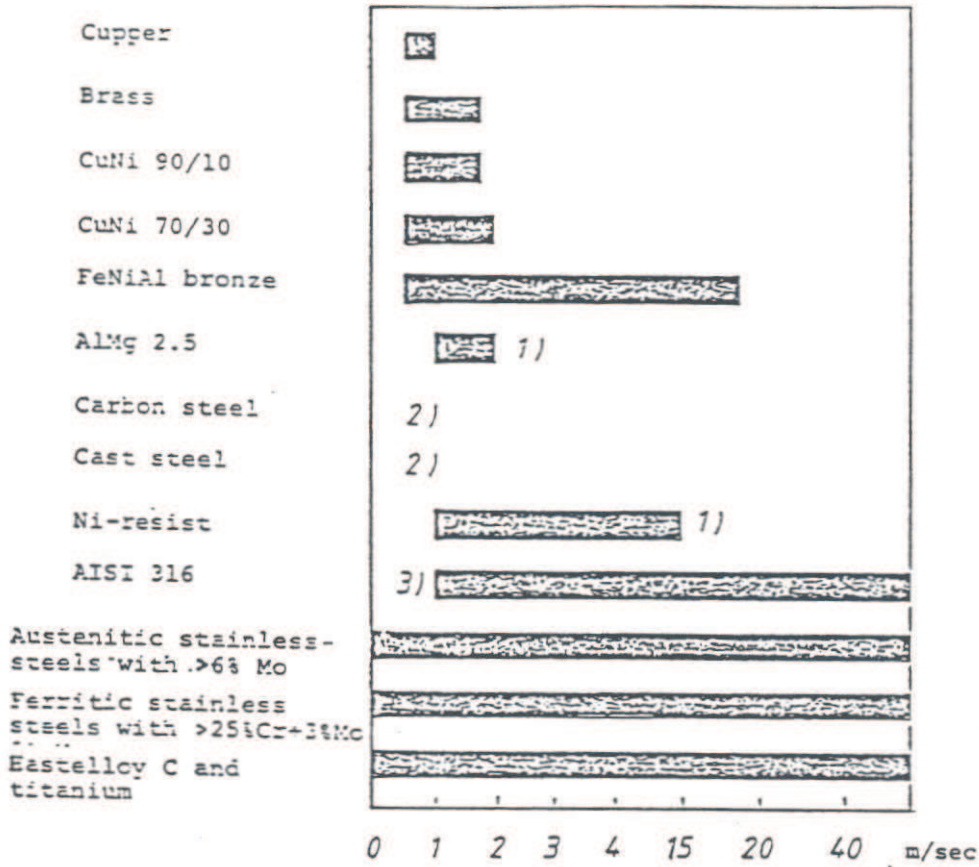 Cupper
Brass
CuNi 90/10
CuNi 70/30
FeNiAl bronze
AlMg 2.5 1)
Carbon steel 2)
Cast steel 2)
Ni-resist 1)
AISI 316 3)
Austenitic stainless-
steels with >6% Mo
Ferritic stainless
steels with >25%Cr+3%Mo
Eastelloy C and
titanium
0 1 2 3 4 15 20 40 m/sec